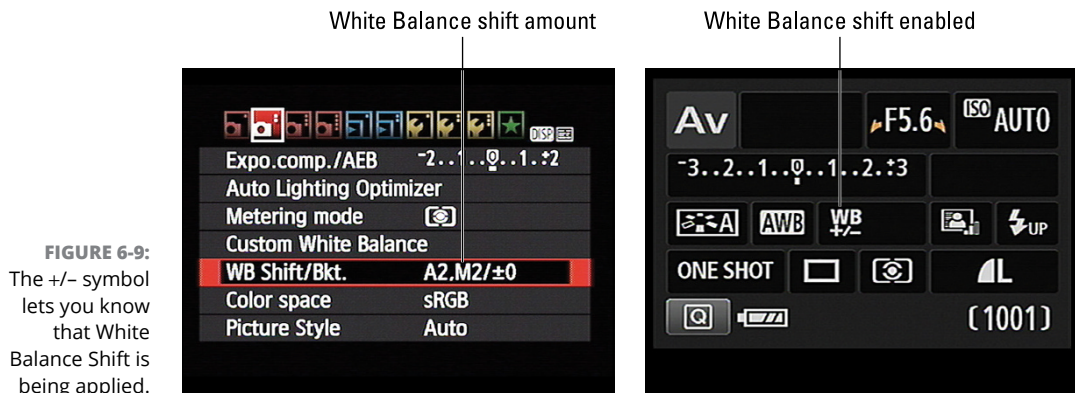 White Balance shift amount
White Balance shift enabled
DISP
Expo.comp./AEB -2..1..0..1.+2
Auto Lighting Optimizer
Metering mode
Custom White Balance
WB Shift/Bkt. A2,M2/±0
Color space sRGB
Picture Style Auto
Av F5.6 ISO AUTO
-3..2..1..0..1..2.+3
A AWB WB +/- UP
ONE SHOT L
Q (1001)
FIGURE 6-9:
The +/– symbol
lets you know
that White
Balance Shift is
being applied.